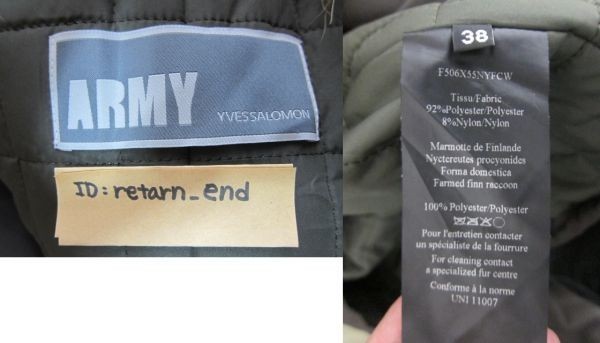 ARMY
YVESSALOMON
ID:retarn_end
38
F506X55NYFCW
Tissu/Fabric
92%Polyester/Polyester
8%Nylon/Nylon
Marmotte de Finlande
Nyctereutes procyonides
Forma domestica
Farmed finn raccoon
100% Polyester/Polyester
Pour l'entretien contacter
un spécialiste de la fourrure
For cleaning contact
a specialized fur centre
Conforme à la norme
UNI 11007